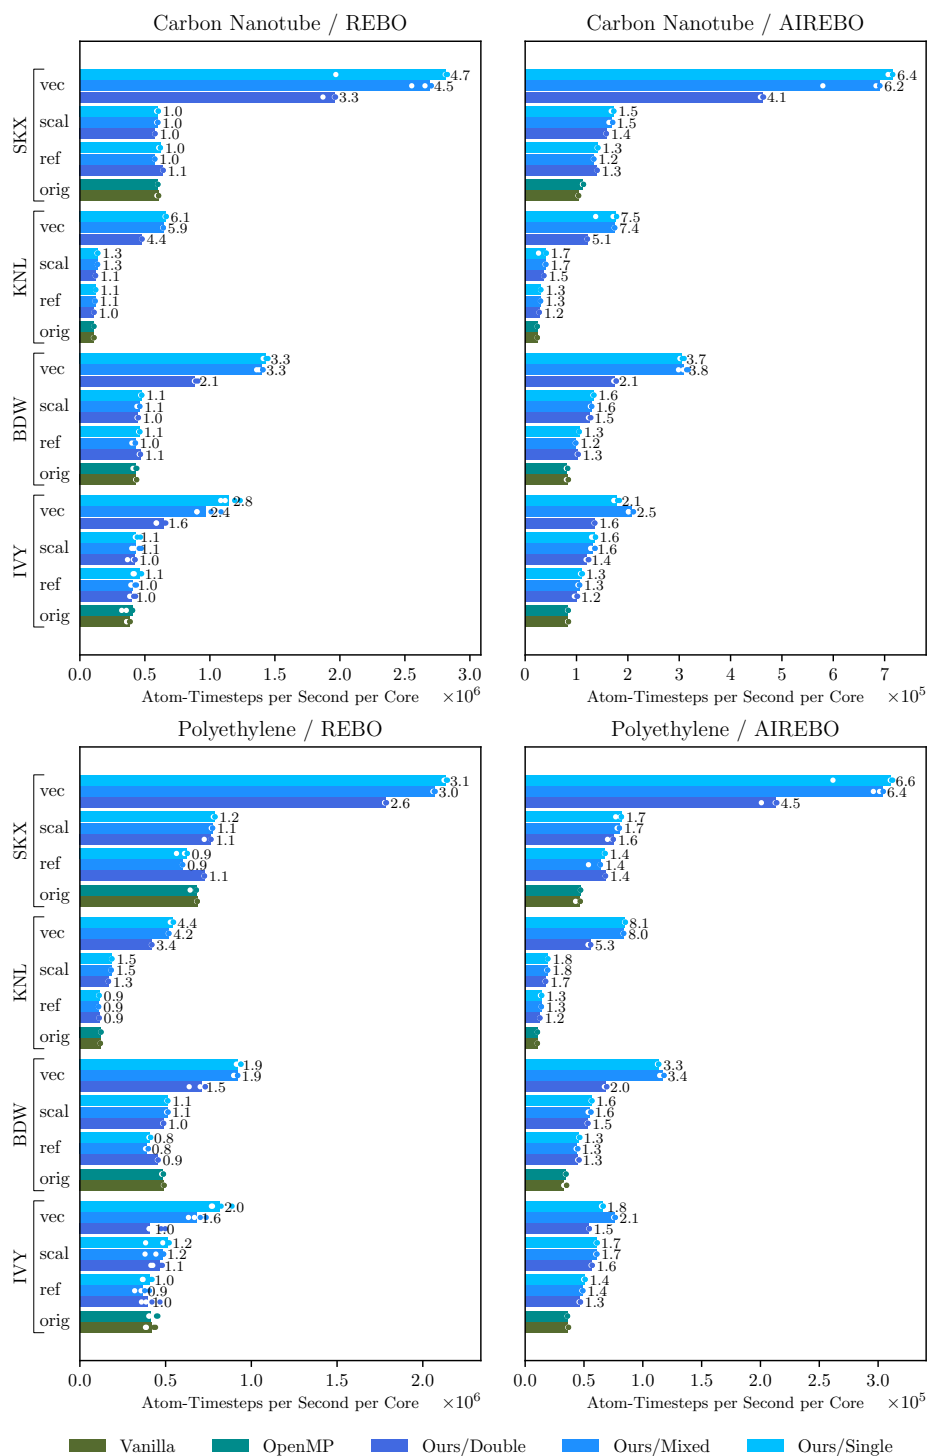 Carbon Nanotube / REBO
SKX
vec
4.7
4.5
3.3
scal
1.0
1.0
1.0
ref
1.0
1.0
1.1
orig
KNL
vec
6.1
5.9
4.4
scal
1.3
1.3
1.1
ref
1.1
1.1
1.0
orig
BDW
vec
3.3
3.3
2.1
scal
1.1
1.1
1.0
ref
1.1
1.0
1.1
orig
IVY
vec
2.8
2.4
1.6
scal
1.1
1.1
1.0
ref
1.1
1.0
1.0
orig
0.0 0.5 1.0 1.5 2.0 2.5 3.0
Atom-Timesteps per Second per Core ×10⁶
Carbon Nanotube / AIREBO
6.4
6.2
4.1
1.5
1.5
1.4
1.3
1.2
1.3
7.5
7.4
5.1
1.7
1.7
1.5
1.3
1.3
1.2
3.7
3.8
2.1
1.6
1.6
1.5
1.3
1.2
1.3
2.1
2.5
1.6
1.6
1.6
1.4
1.3
1.3
1.2
0 1 2 3 4 5 6 7
Atom-Timesteps per Second per Core ×10⁵
Polyethylene / REBO
SKX
vec
3.1
3.0
2.6
scal
1.2
1.1
1.1
ref
0.9
0.9
1.1
orig
KNL
vec
4.4
4.2
3.4
scal
1.5
1.5
1.3
ref
0.9
0.9
0.9
orig
BDW
vec
1.9
1.9
1.5
scal
1.1
1.1
1.0
ref
0.8
0.8
0.9
orig
IVY
vec
2.0
1.6
1.0
scal
1.2
1.2
1.1
ref
1.0
0.9
1.0
orig
0.0 0.5 1.0 1.5 2.0
Atom-Timesteps per Second per Core ×10⁶
Polyethylene / AIREBO
6.6
6.4
4.5
1.7
1.7
1.6
1.4
1.4
1.4
8.1
8.0
5.3
1.8
1.8
1.7
1.3
1.3
1.2
3.3
3.4
2.0
1.6
1.6
1.5
1.3
1.3
1.3
1.8
2.1
1.5
1.7
1.7
1.6
1.4
1.4
1.3
0.0 0.5 1.0 1.5 2.0 2.5 3.0
Atom-Timesteps per Second per Core ×10⁵
Vanilla OpenMP Ours/Double Ours/Mixed Ours/Single